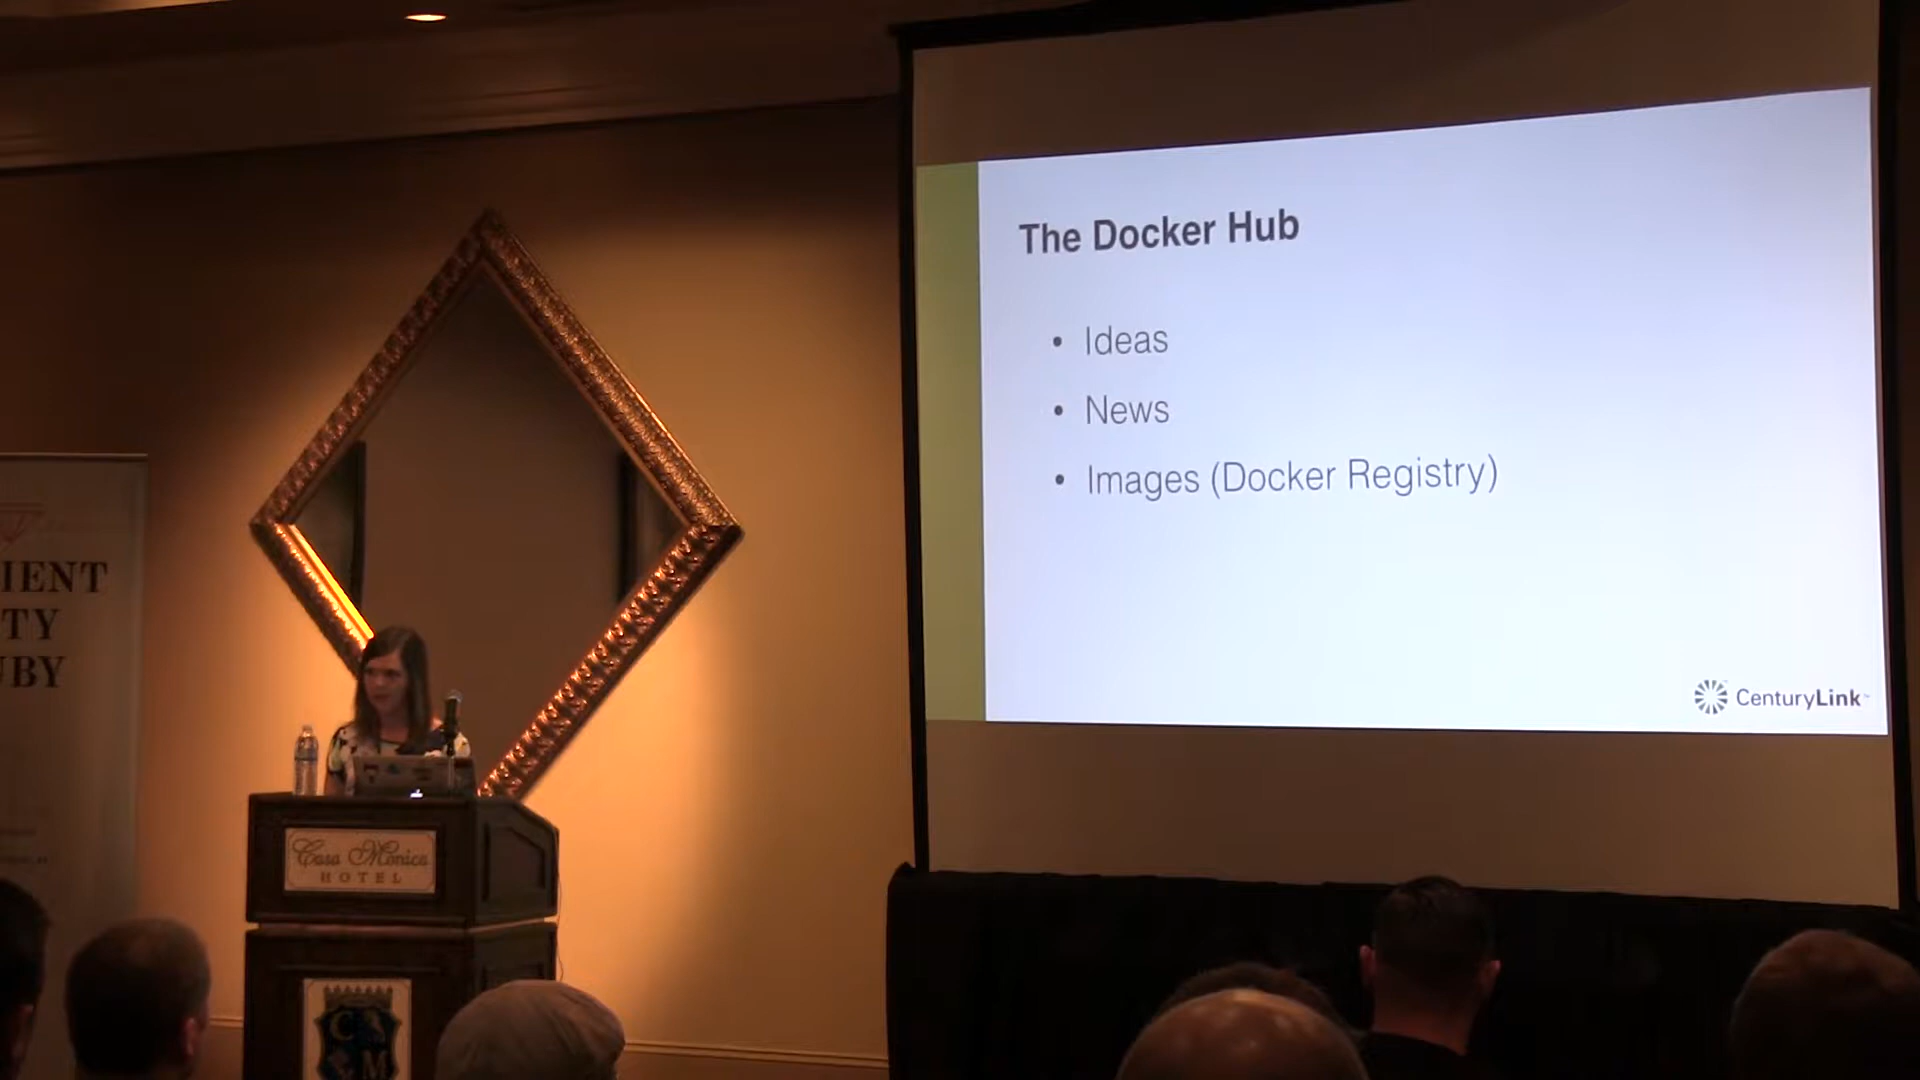 The Docker Hub
• Ideas
• News
• Images (Docker Registry)
CenturyLink
IENT
TY
UBY
Casa Monica
HOTEL
C
M